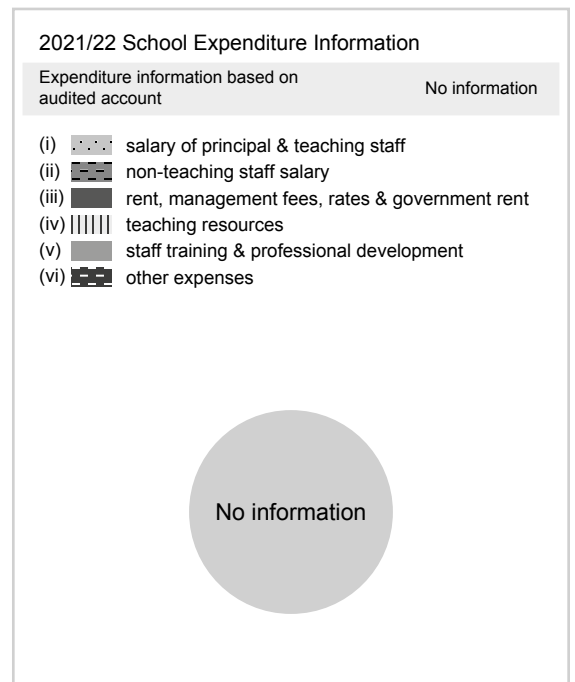 2021/22 School Expenditure Information
Expenditure information based on
audited account
No information
(i) salary of principal & teaching staff
(ii) non-teaching staff salary
(iii) rent, management fees, rates & government rent
(iv) teaching resources
(v) staff training & professional development
(vi) other expenses
No information